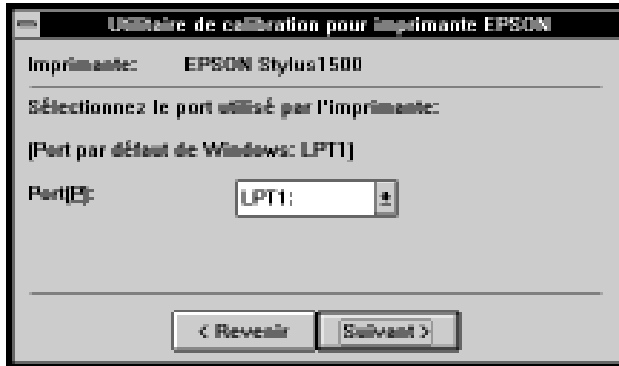 Utilitaire de calibration pour imprimante EPSON
Imprimante: EPSON Stylus1500
Sélectionnez le port utilisé par l'imprimante:
(Port par défaut de Windows: LPT1)
Port(P): LPT1:
< Revenir Suivant >